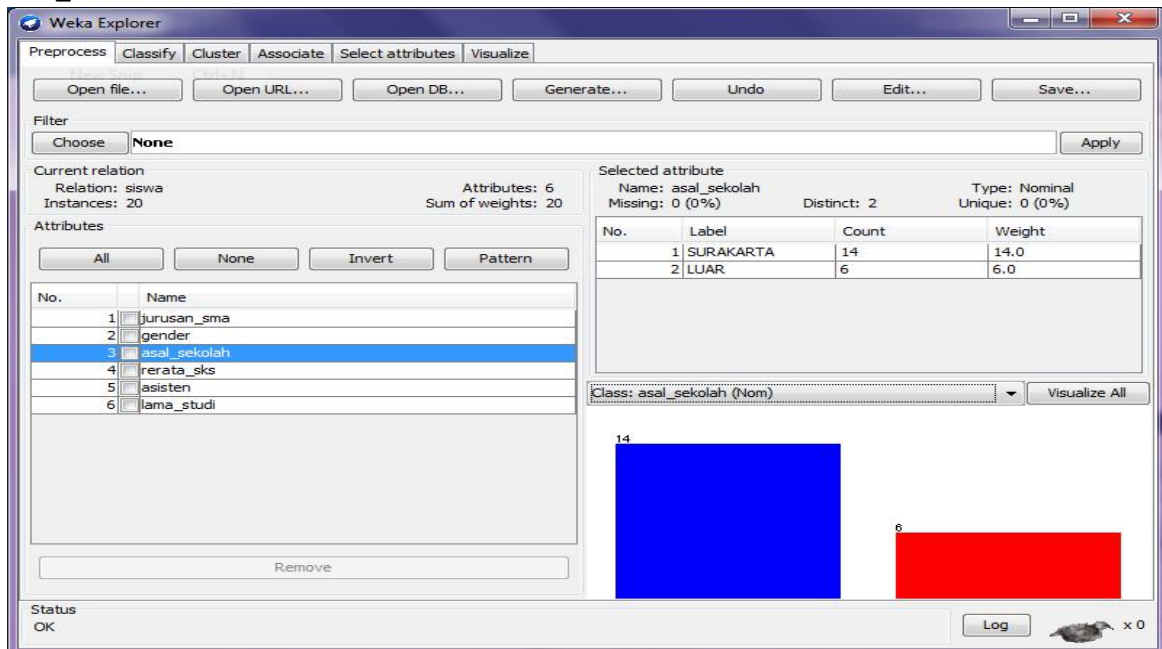 Weka Explorer
Preprocess Classify Cluster Associate Select attributes Visualize
Open file... Open URL... Open DB... Generate... Undo Edit... Save...
Filter
Choose None Apply
Current relation
Relation: siswa Attributes: 6
Instances: 20 Sum of weights: 20
Attributes
All None Invert Pattern
No. Name
1 jurusan_sma
2 gender
3 asal_sekolah
4 rerata_sks
5 asisten
6 lama_studi
Remove
Selected attribute
Name: asal_sekolah Type: Nominal
Missing: 0 (0%) Distinct: 2 Unique: 0 (0%)
No. Label Count Weight
1 SURAKARTA 14 14.0
2 LUAR 6 6.0
Class: asal_sekolah (Nom) Visualize All
14
6
Status
OK
Log x 0